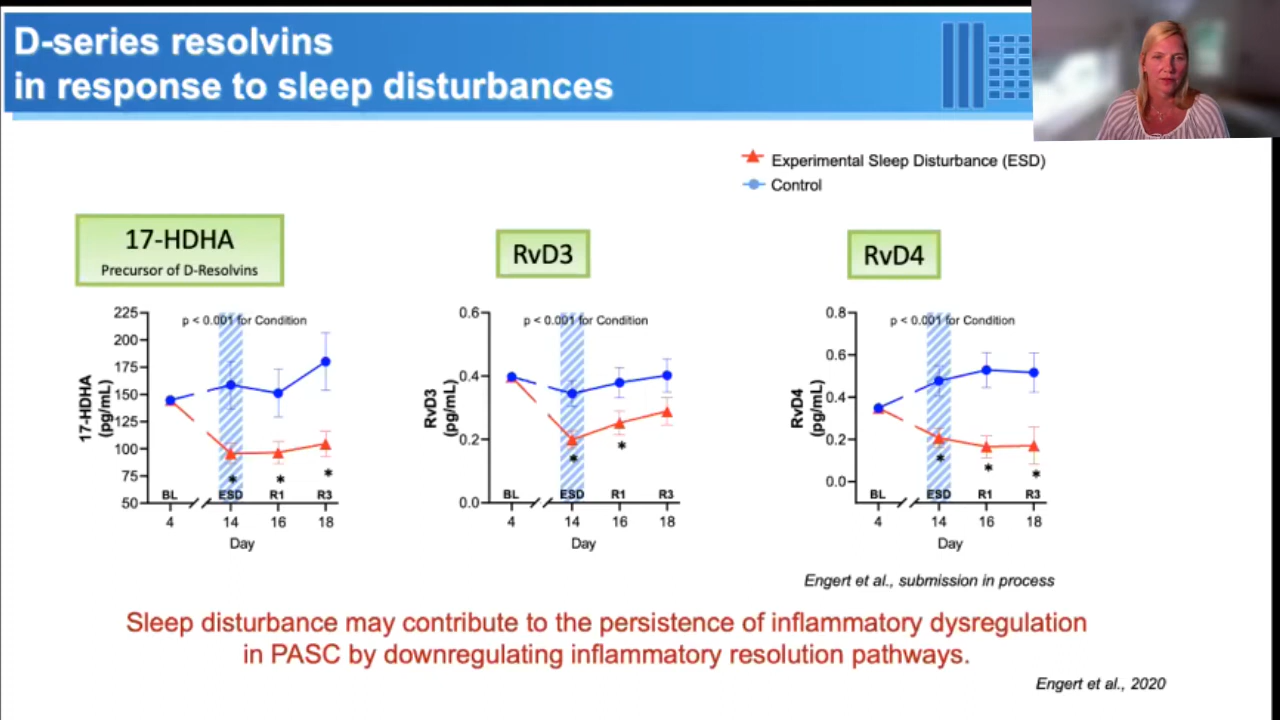 D-series resolvins
in response to sleep disturbances
Experimental Sleep Disturbance (ESD)
Control
17-HDHA
Precursor of D-Resolvins
p < 0.001 for Condition
17-HDHA
(pg/mL)
225
200
175
150
125
100
75
50
BL
ESD
R1
R3
4
14
16
18
Day
RvD3
p < 0.001 for Condition
RvD3
(pg/mL)
0.6
0.4
0.2
0.0
BL
ESD
R1
R3
4
14
16
18
Day
RvD4
p < 0.001 for Condition
RvD4
(pg/mL)
0.8
0.6
0.4
0.2
0.0
BL
ESD
R1
R3
4
14
16
18
Day
Engert et al., submission in process
Sleep disturbance may contribute to the persistence of inflammatory dysregulation
in PASC by downregulating inflammatory resolution pathways.
Engert et al., 2020